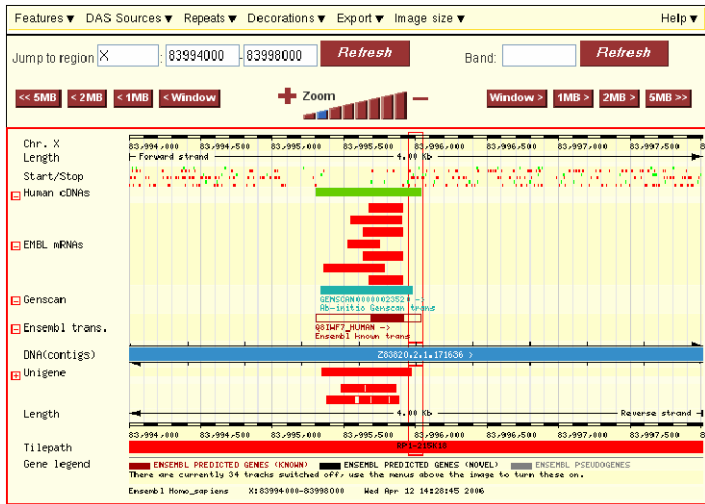 Features ▼ DAS Sources ▼ Repeats ▼ Decorations ▼ Export ▼ Image size ▼ Help ▼
Jump to region X : 83994000 - 83998000 Refresh Band: Refresh
<< 5MB < 2MB < 1MB < Window + Zoom − Window > 1MB > 2MB > 5MB >>
Chr. X 83,994,000 83,994,500 83,995,000 83,995,500 83,996,000 83,996,500 83,997,000 83,997,500 8
Length Forward strand 4.00 Kb
Start/Stop
Human cDNAs
EMBL mRNAs
Genscan
GENSCAN00000023520 ->
Ab-initio Genscan trans
Ensembl trans.
Q8IWF7_HUMAN ->
Ensembl known trans
DNA(contigs) Z83820.2.1.171636 >
Unigene
Length 4.00 Kb Reverse strand
83,994,000 83,994,500 83,995,000 83,995,500 83,996,000 83,996,500 83,997,000 83,997,500 8
Tilepath RP1-215K18
Gene legend ENSEMBL PREDICTED GENES (KNOWN) ENSEMBL PREDICTED GENES (NOVEL) ENSEMBL PSEUDOGENES
There are currently 34 tracks switched off, use the menus above the image to turn these on.
Ensembl Homo_sapiens X:83994000-83998000 Wed Apr 12 14:28:45 2006